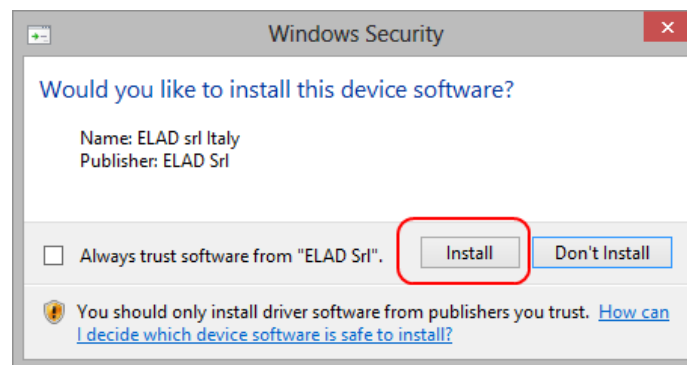 Windows Security
Would you like to install this device software?
Name: ELAD srl Italy
Publisher: ELAD Srl
Always trust software from "ELAD Srl".
Install
Don't Install
You should only install driver software from publishers you trust. How can
I decide which device software is safe to install?